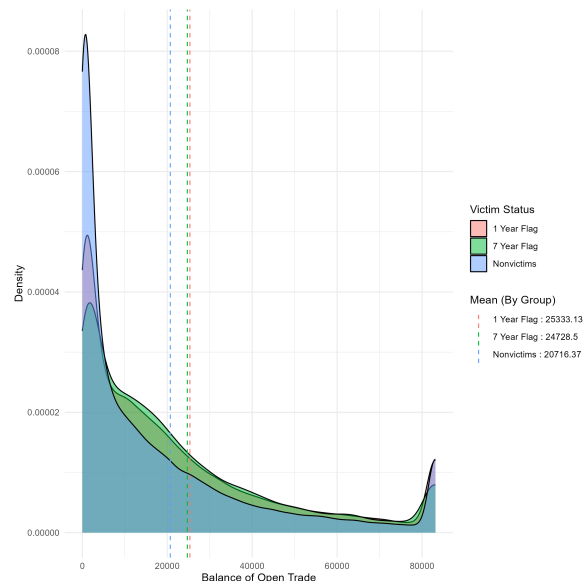 0.00008
0.00006
0.00004
0.00002
0.00000
Density
0
20000
40000
60000
80000
Balance of Open Trade
Victim Status
1 Year Flag
7 Year Flag
Nonvictims
Mean (By Group)
1 Year Flag : 25333.13
7 Year Flag : 24728.5
Nonvictims : 20716.37